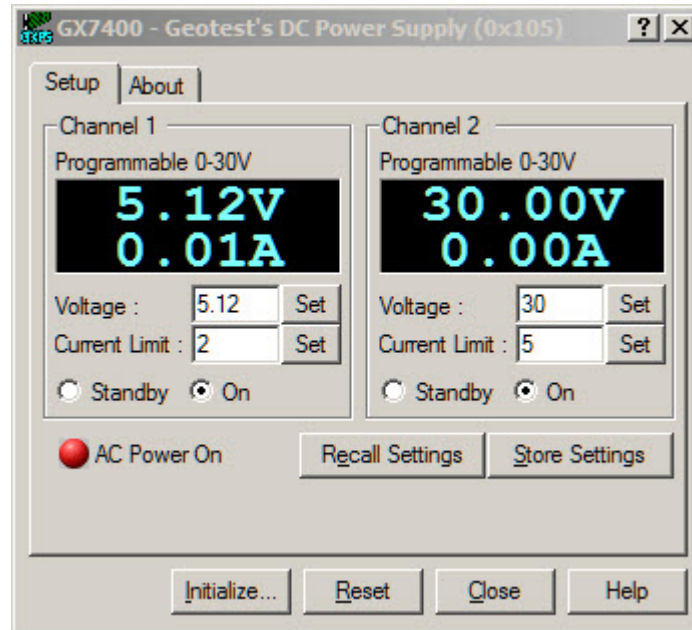 GX7400 - Geotest's DC Power Supply (0x105)
Setup
About
Channel 1
Programmable 0-30V
5.12V
0.01A
Voltage :
5.12
Set
Current Limit :
2
Set
Standby
On
Channel 2
Programmable 0-30V
30.00V
0.00A
Voltage :
30
Set
Current Limit :
5
Set
Standby
On
AC Power On
Recall Settings
Store Settings
Initialize...
Reset
Close
Help